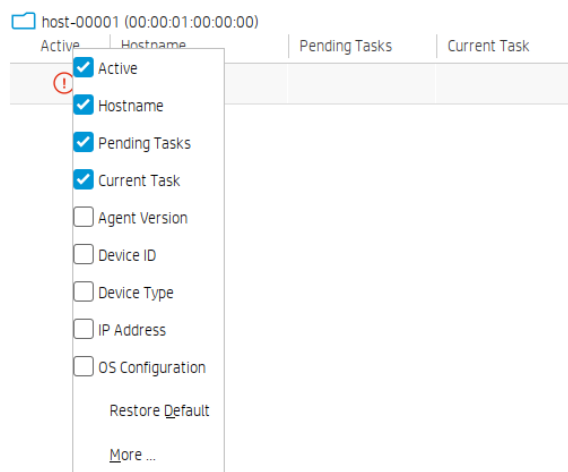 host-00001 (00:00:01:00:00:00)
Active Hostname Pending Tasks Current Task
Active
Hostname
Pending Tasks
Current Task
Agent Version
Device ID
Device Type
IP Address
OS Configuration
Restore Default
More ...